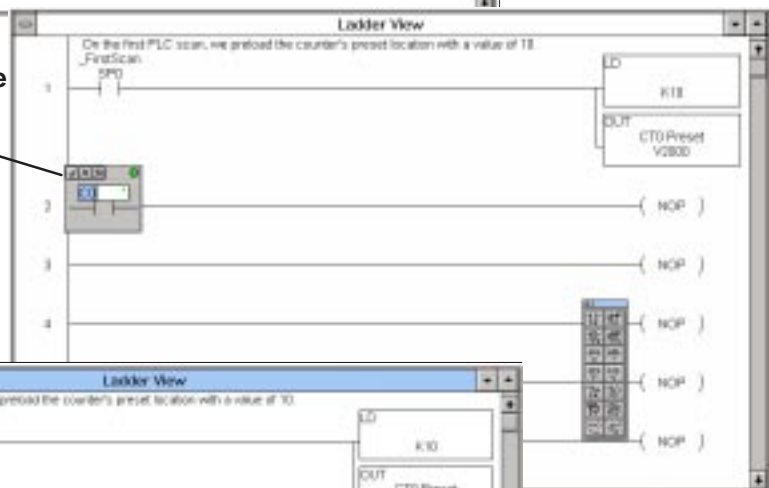 Ladder View
On the first PLC scan, we preload the counter's preset location with a value of 10.
_FirstScan
SP0
LD
1
K10
OUT
CT0 Preset
V2000
e
2
NOP
3
NOP
4
NOP
Ladder View
NOP
preload the counter's preset location with a value of 10.
LD
K10
NOP
OUT
CT0 Preset